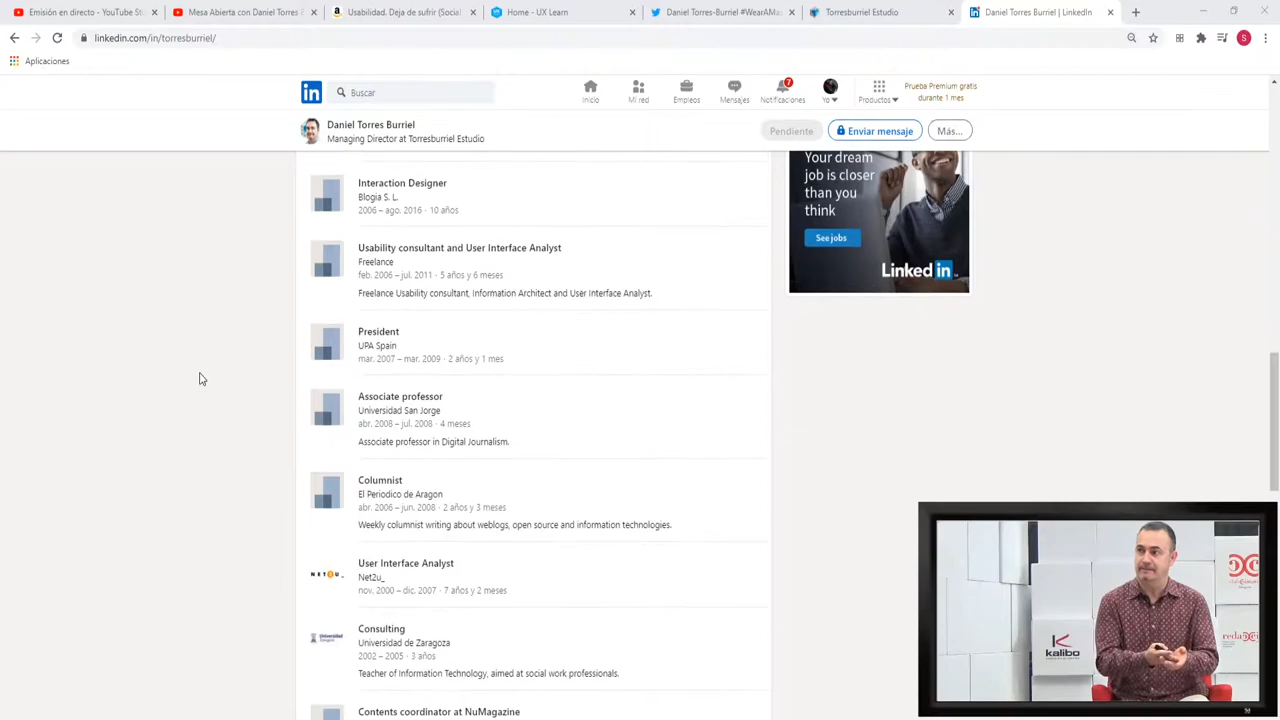 Emisión en directo - YouTube Stu
Mesa Abierta con Daniel Torres B
Usabilidad. Deja de sufrir (Social
Home - UX Learn
Daniel Torres-Burriel #WearAMas
Torresburriel Estudio
Daniel Torres Burriel | LinkedIn
linkedin.com/in/torresburriel/
S
Aplicaciones
in
Buscar
Inicio
Mi red
Empleos
Mensajes
7
Notificaciones
Yo
Productos
Prueba Premium gratis
durante 1 mes
Daniel Torres Burriel
Managing Director at Torresburriel Estudio
Pendiente
Enviar mensaje
Más...
Interaction Designer
Blogia S. L.
2006 – ago. 2016 · 10 años
Usability consultant and User Interface Analyst
Freelance
feb. 2006 – jul. 2011 · 5 años y 6 meses
Freelance Usability consultant, Information Architect and User Interface Analyst.
President
UPA Spain
mar. 2007 – mar. 2009 · 2 años y 1 mes
Associate professor
Universidad San Jorge
abr. 2008 – jul. 2008 · 4 meses
Associate professor in Digital Journalism.
Columnist
El Periodico de Aragon
abr. 2006 – jun. 2008 · 2 años y 3 meses
Weekly columnist writing about weblogs, open source and information technologies.
NET2U_
User Interface Analyst
Net2u_
nov. 2000 – dic. 2007 · 7 años y 2 meses
Universidad
Zaragoza
Consulting
Universidad de Zaragoza
2002 – 2005 · 3 años
Teacher of Information Technology, aimed at social work professionals.
Contents coordinator at NuMagazine
Your dream
job is closer
than you
think
See jobs
Linked in
kalibo